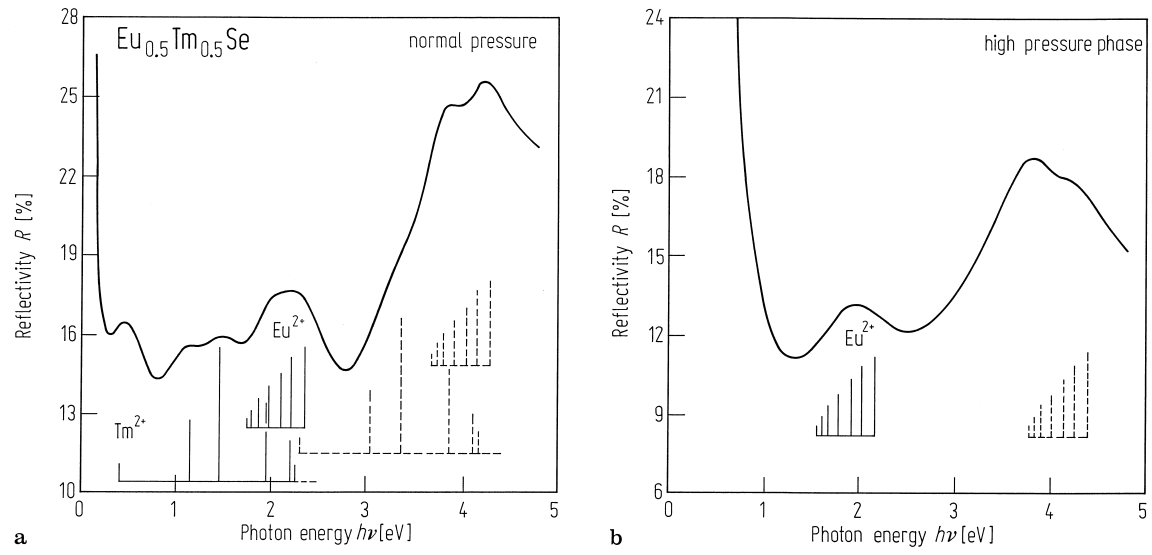 Eu0.5Tm0.5Se
normal pressure
28
25
22
19
16
13
10
Reflectivity R [%]
Eu2+
Tm2+
0 1 2 3 4 5
Photon energy hν [eV]
a
high pressure phase
24
21
18
15
12
9
6
Reflectivity R [%]
Eu2+
0 1 2 3 4 5
Photon energy hν [eV]
b